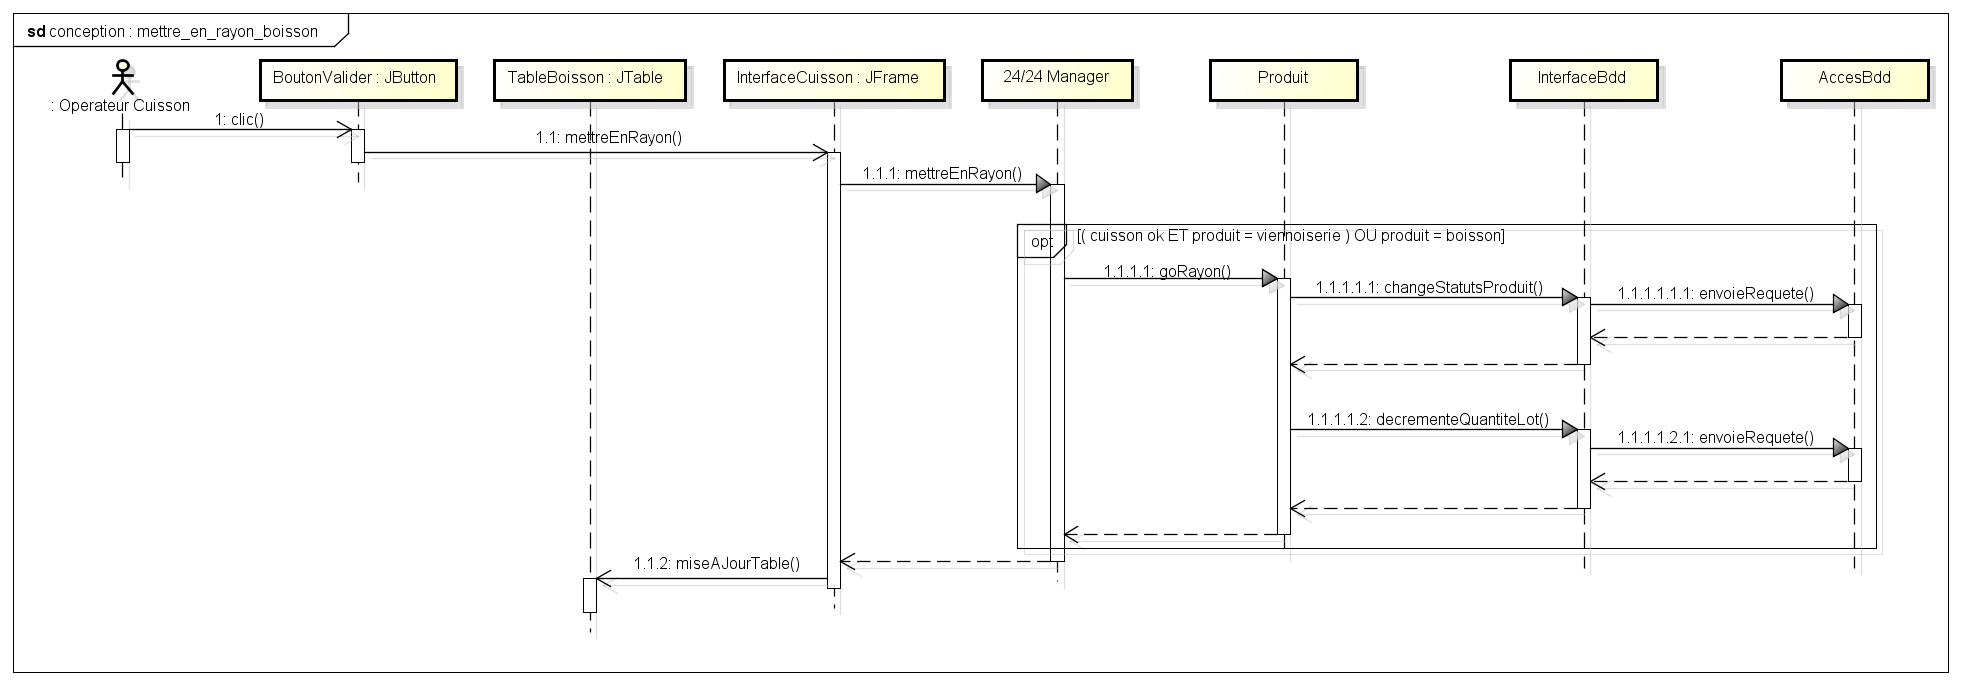 sd conception : mettre_en_rayon_boisson
: Operateur Cuisson
BoutonValider : JButton
TableBoisson : JTable
InterfaceCuisson : JFrame
24/24 Manager
Produit
InterfaceBdd
AccesBdd
1: clic()
1.1: mettreEnRayon()
1.1.1: mettreEnRayon()
opt
[( cuisson ok ET produit = viennoiserie ) OU produit = boisson]
1.1.1.1: goRayon()
1.1.1.1.1: changeStatutsProduit()
1.1.1.1.1.1: envoieRequete()
1.1.1.1.2: decrementeQuantiteLot()
1.1.1.1.2.1: envoieRequete()
1.1.2: miseAJourTable()